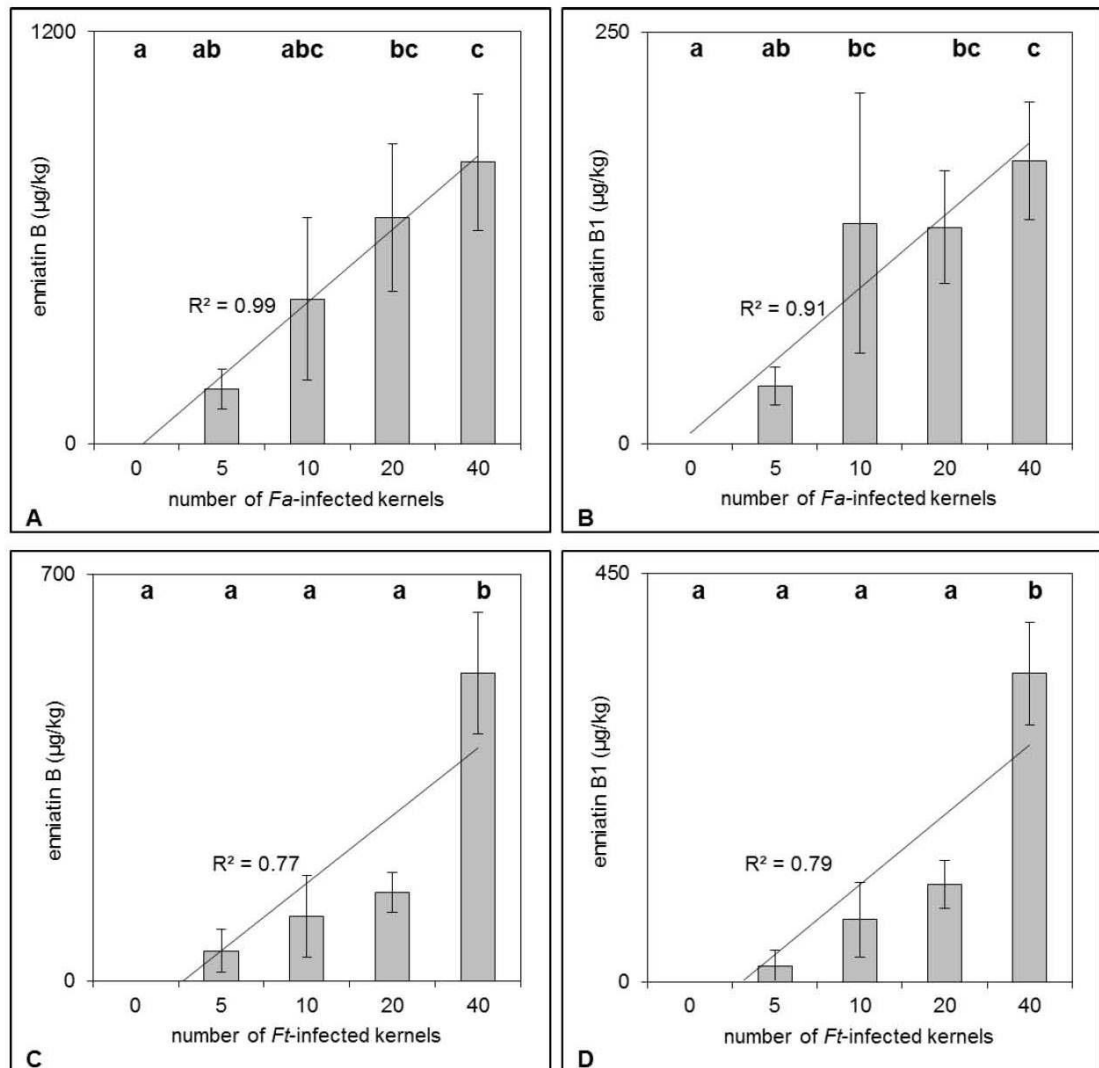 1200
a ab abc bc c
enniatin B (µg/kg)
R² = 0.99
0
0 5 10 20 40
number of Fa-infected kernels
A
250
a ab bc bc c
enniatin B1 (µg/kg)
R² = 0.91
0
0 5 10 20 40
number of Fa-infected kernels
B
700
a a a a b
enniatin B (µg/kg)
R² = 0.77
0
0 5 10 20 40
number of Ft-infected kernels
C
450
a a a a b
enniatin B1 (µg/kg)
R² = 0.79
0
0 5 10 20 40
number of Ft-infected kernels
D